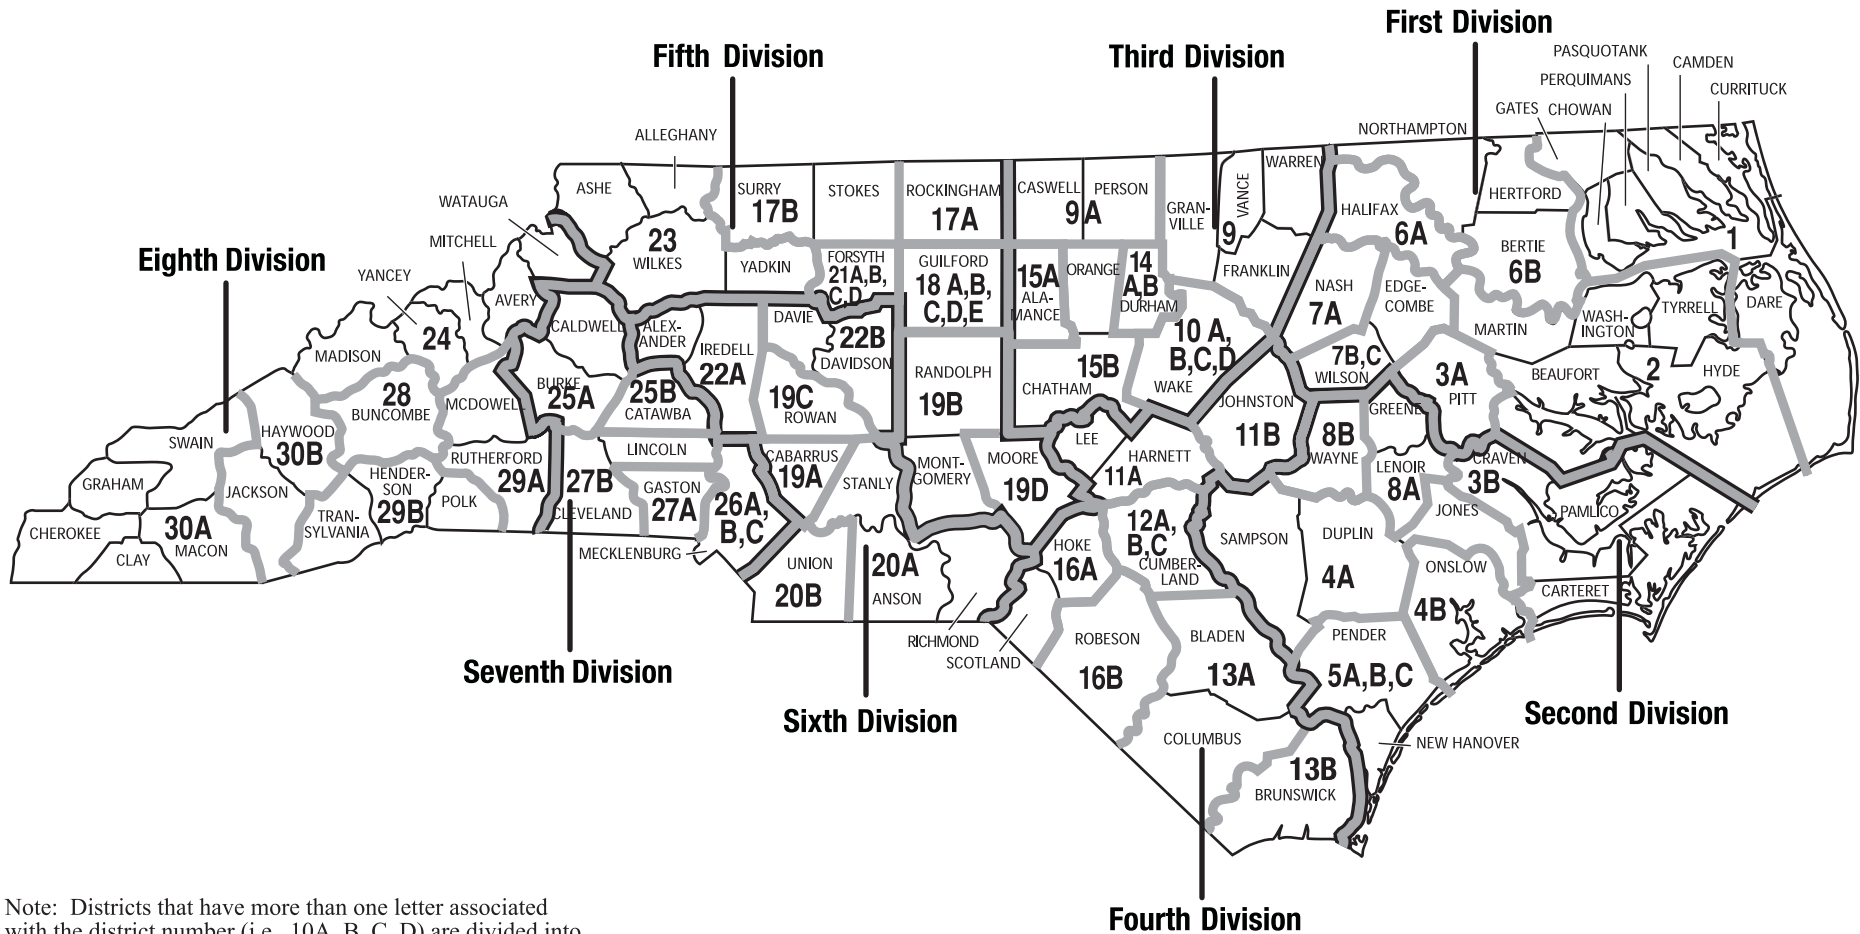 First Division
Fifth Division
Third Division
PASQUOTANK
CAMDEN
PERQUIMANS
CURRITUCK
GATES
CHOWAN
NORTHAMPTON
ALLEGHANY
WARREN
ASHE
SURRY
17B
STOKES
ROCKINGHAM
17A
CASWELL
PERSON
9A
GRAN-
VILLE
VANCE
9
HERTFORD
HALIFAX
6A
WATAUGA
MITCHELL
YANCEY
Eighth Division
23
WILKES
YADKIN
FORSYTH
21A,B,
C,D
GUILFORD
18 A,B,
C,D,E
15A
ALA-
MANCE
ORANGE
14
A,B
DURHAM
FRANKLIN
NASH
7A
EDGE-
COMBE
BERTIE
6B
1
AVERY
CALDWELL
ALEX-
ANDER
IREDELL
22A
DAVIE
22B
DAVIDSON
10 A,
B,C,D
WAKE
7B,C
WILSON
MARTIN
WASH-
INGTON
TYRRELL
DARE
24
MADISON
28
BUNCOMBE
MCDOWELL
BURKE
25A
25B
CATAWBA
19C
ROWAN
RANDOLPH
19B
15B
CHATHAM
JOHNSTON
11B
GREENE
3A
PITT
BEAUFORT
2
HYDE
SWAIN
HAYWOOD
30B
RUTHERFORD
29A
LINCOLN
CABARRUS
19A
STANLY
MONT-
GOMERY
MOORE
19D
LEE
HARNETT
11A
8B
WAYNE
LENOIR
8A
CRAVEN
3B
GRAHAM
JACKSON
HENDER-
SON
29B
POLK
27B
CLEVELAND
GASTON
27A
26A,
B,C
CHEROKEE
CLAY
30A
MACON
TRAN-
SYLVANIA
MECKLENBURG
UNION
20B
20A
ANSON
HOKE
16A
12A,
B,C
CUMBER-
LAND
SAMPSON
DUPLIN
4A
JONES
PAMLICO
ONSLOW
4B
CARTERET
RICHMOND
SCOTLAND
ROBESON
16B
BLADEN
13A
PENDER
5A,B,C
Seventh Division
Sixth Division
Second Division
COLUMBUS
NEW HANOVER
13B
BRUNSWICK
Fourth Division
Note: Districts that have more than one letter associated
with the district number (i.e., 10A, B, C, D) are divided into